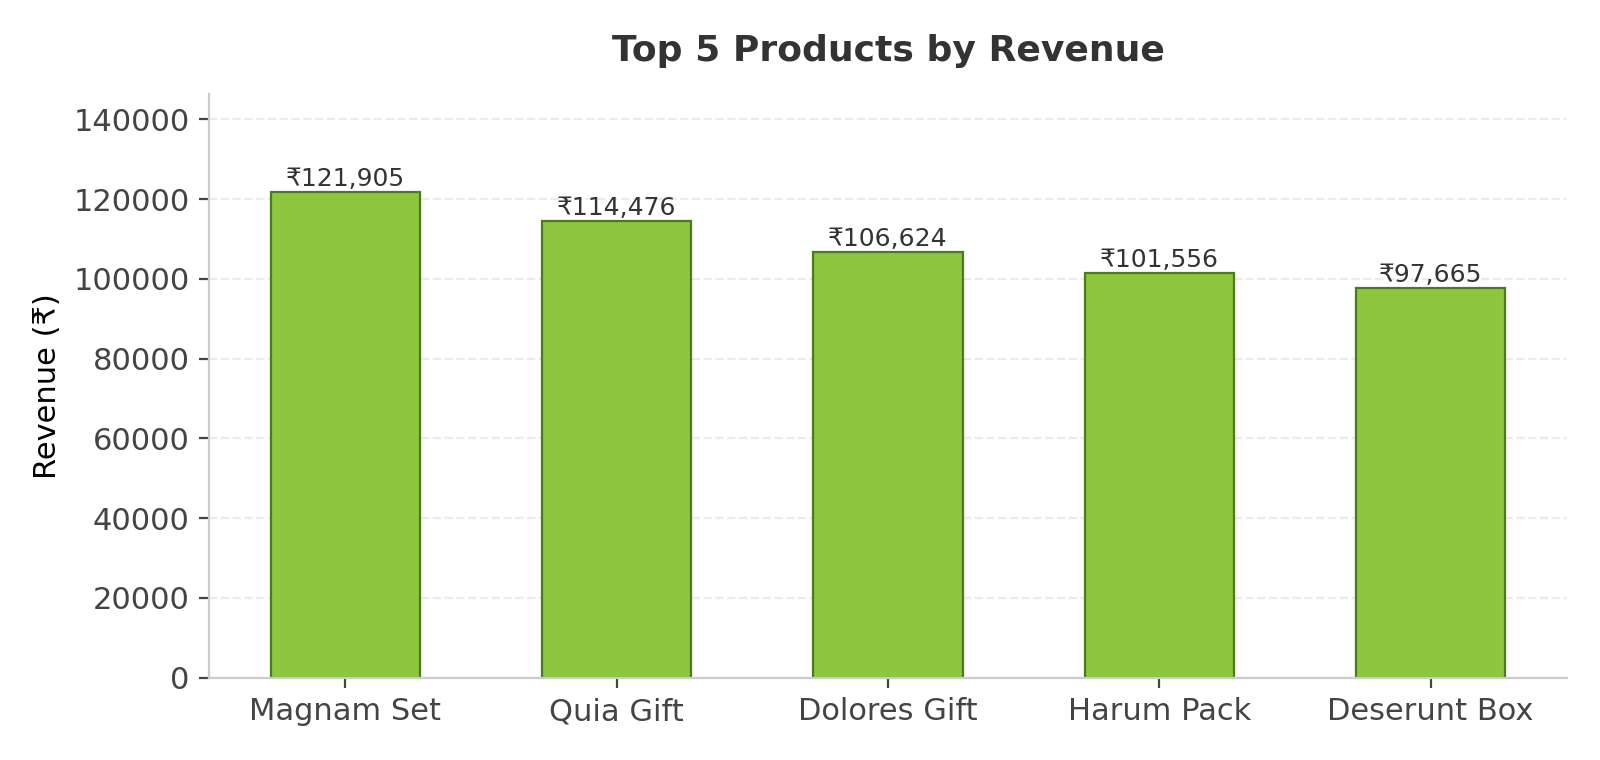 Top 5 Products by Revenue
Revenue (₹)
140000
120000
100000
80000
60000
40000
20000
0
₹121,905
₹114,476
₹106,624
₹101,556
₹97,665
Magnam Set
Quia Gift
Dolores Gift
Harum Pack
Deserunt Box